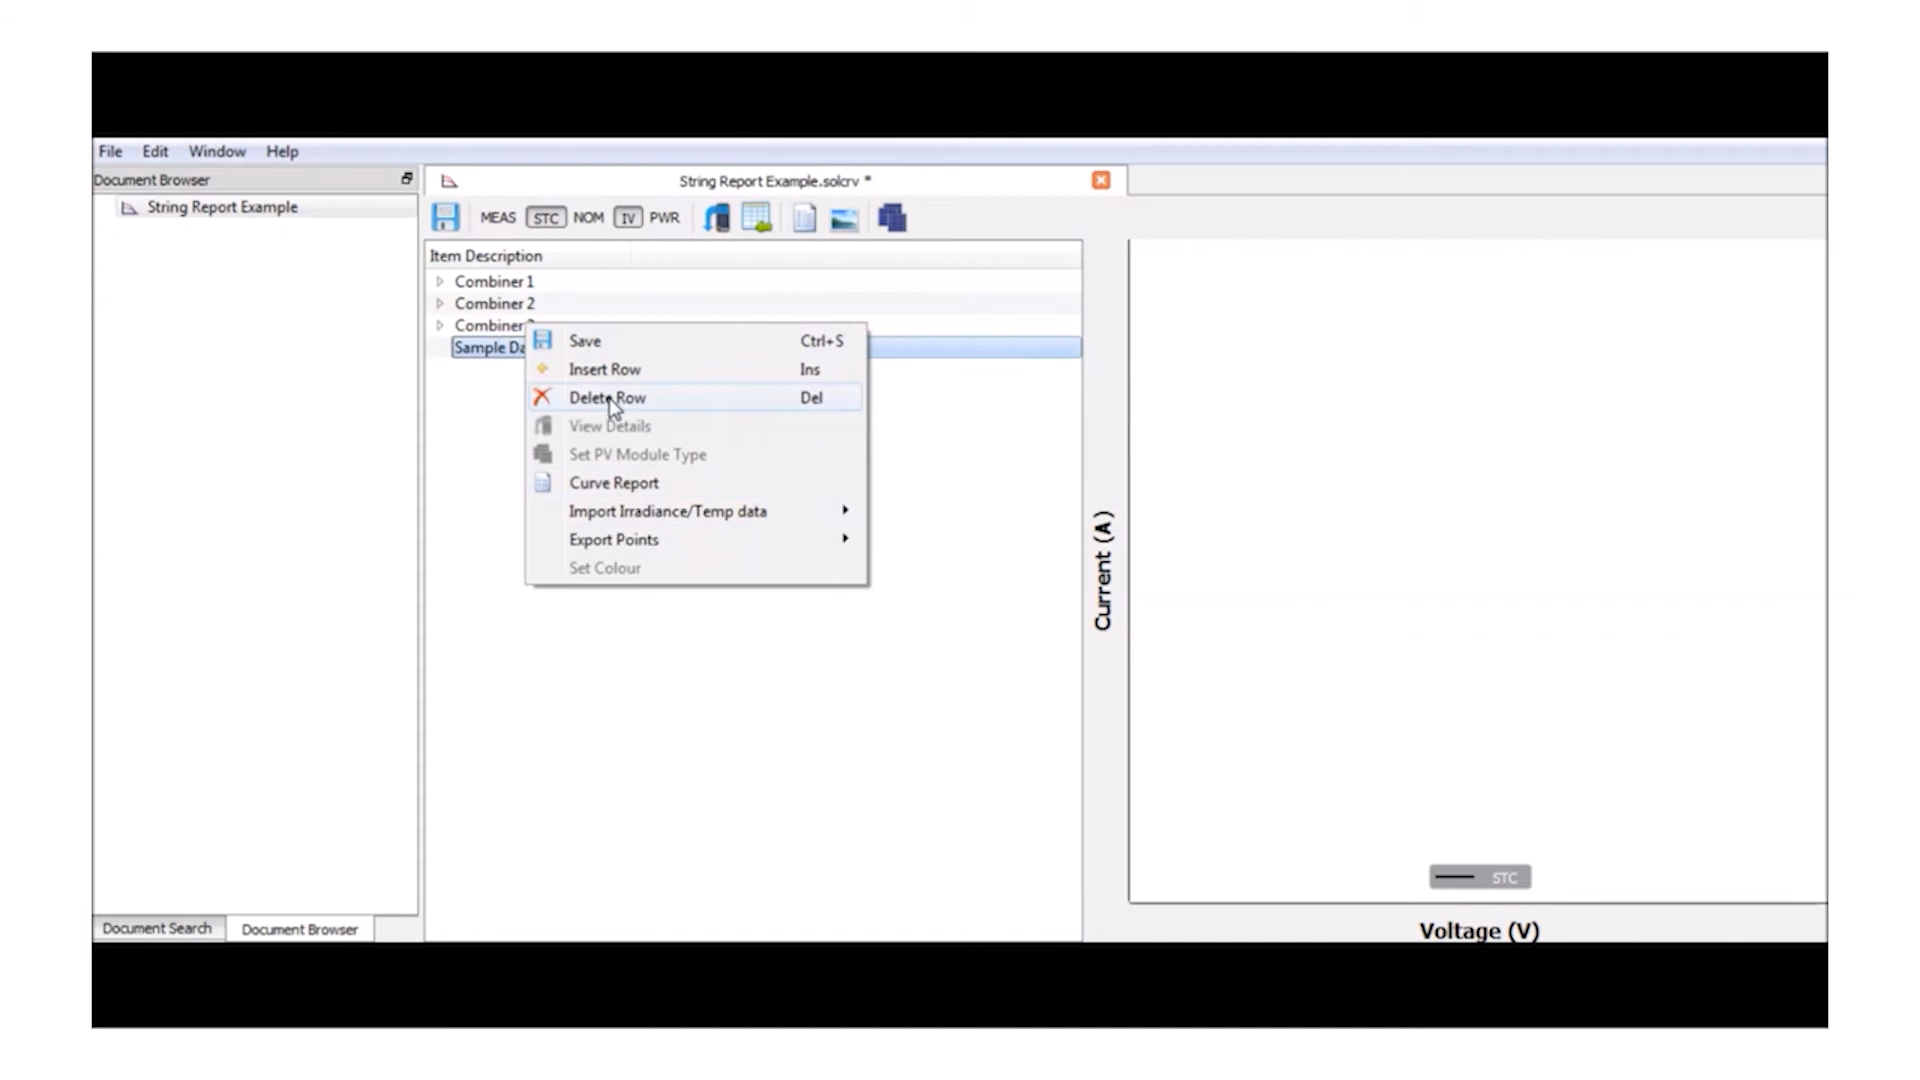 File Edit Window Help
Document Browser
String Report Example.solcrv *
String Report Example
MEAS STC NOM IV PWR
Item Description
Combiner 1
Combiner 2
Combiner
Sample
Save Ctrl+S
Insert Row Ins
Delete Row Del
View Details
Set PV Module Type
Curve Report
Import Irradiance/Temp data
Export Points
Set Colour
Current (A)
STC
Voltage (V)
Document Search Document Browser